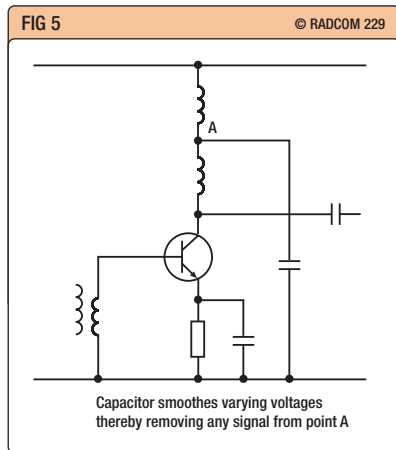 FIG 5
© RADCOM 229
A
Capacitor smoothes varying voltages
thereby removing any signal from point A